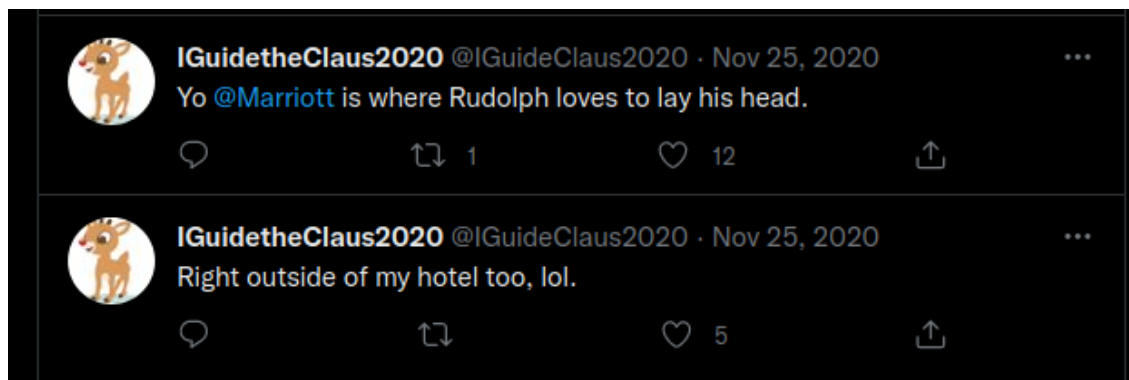 IGuidetheClaus2020 @IGuideClaus2020 · Nov 25, 2020
Yo @Marriott is where Rudolph loves to lay his head.
1 12
IGuidetheClaus2020 @IGuideClaus2020 · Nov 25, 2020
Right outside of my hotel too, lol.
5